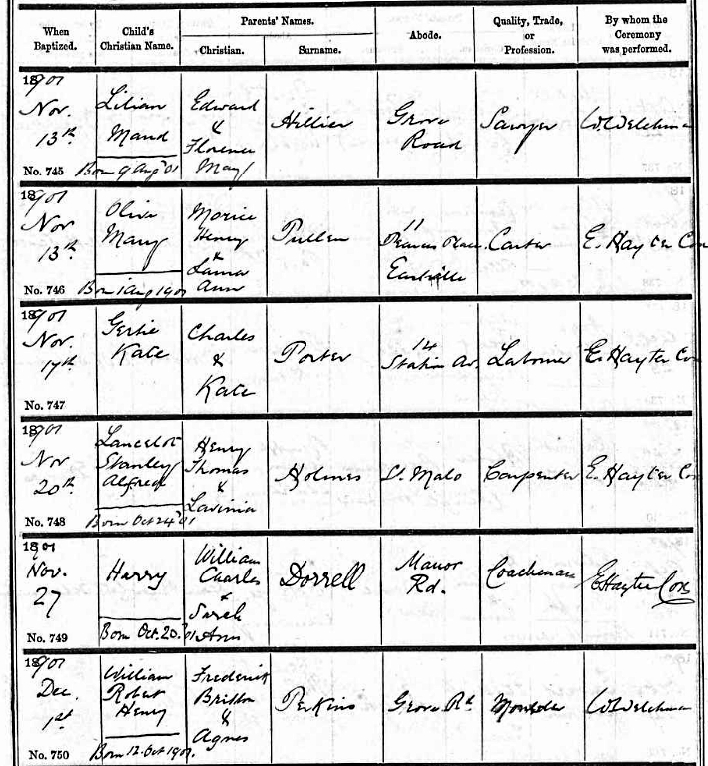 When Baptized.
Child's Christian Name.
Parents' Names.
Christian.
Surname.
Abode.
Quality, Trade, or Profession.
By whom the Ceremony was performed.
1901
Nov.
13th
No. 745
Lilian
Maud
Born 9 Aug '01
Edward
&
Florence
May
Hillier
Grove
Road
Sawyer
W. Welchman
1901
Nov
13th
No. 746
Olive
Mary
Born 1 Aug 1901
Morice
Henry
&
Laura
Ann
Pullen
11
Place
Eastville
Carter
E. Hayter Cox
1901
Nov.
17th
No. 747
Gertie
Kate
Charles
&
Kate
Porter
14
Station Av.
Labourer
E. Hayter Cox
1901
Nov
20th
No. 748
Lancelot
Stanley
Alfred
Born Oct 24 '01
Henry
Thomas
&
Lavinia
Holmes
St. Malo
Carpenter
E. Hayter Cox
1901
Nov.
27
No. 749
Harry
Born Oct. 20. '01
William
Charles
&
Sarah
Ann
Dorrell
Manor
Rd.
Coachman
E Hayter Cox
1901
Dec.
1st
No. 750
William
Robert
Henry
Born 12. Oct 1901.
Frederick
Britton
&
Agnes
Perkins
Grove Rd
Moulder
W Welchman